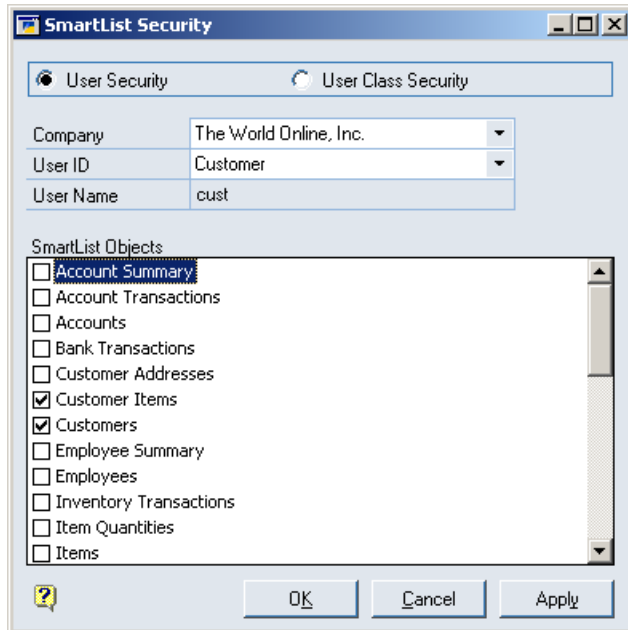 SmartList Security
User Security User Class Security
Company The World Online, Inc.
User ID Customer
User Name cust
SmartList Objects
Account Summary
Account Transactions
Accounts
Bank Transactions
Customer Addresses
Customer Items
Customers
Employee Summary
Employees
Inventory Transactions
Item Quantities
Items
? OK Cancel Apply